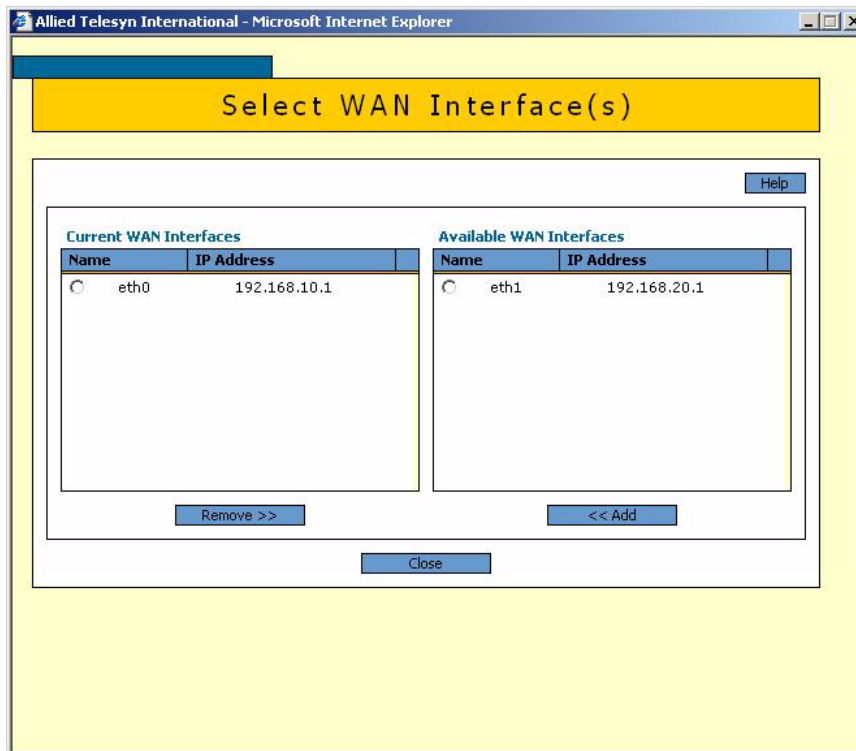 Allied Telesyn International - Microsoft Internet Explorer
Select WAN Interface(s)
Help
Current WAN Interfaces
Name IP Address
eth0 192.168.10.1
Remove >>
Available WAN Interfaces
Name IP Address
eth1 192.168.20.1
<< Add
Close